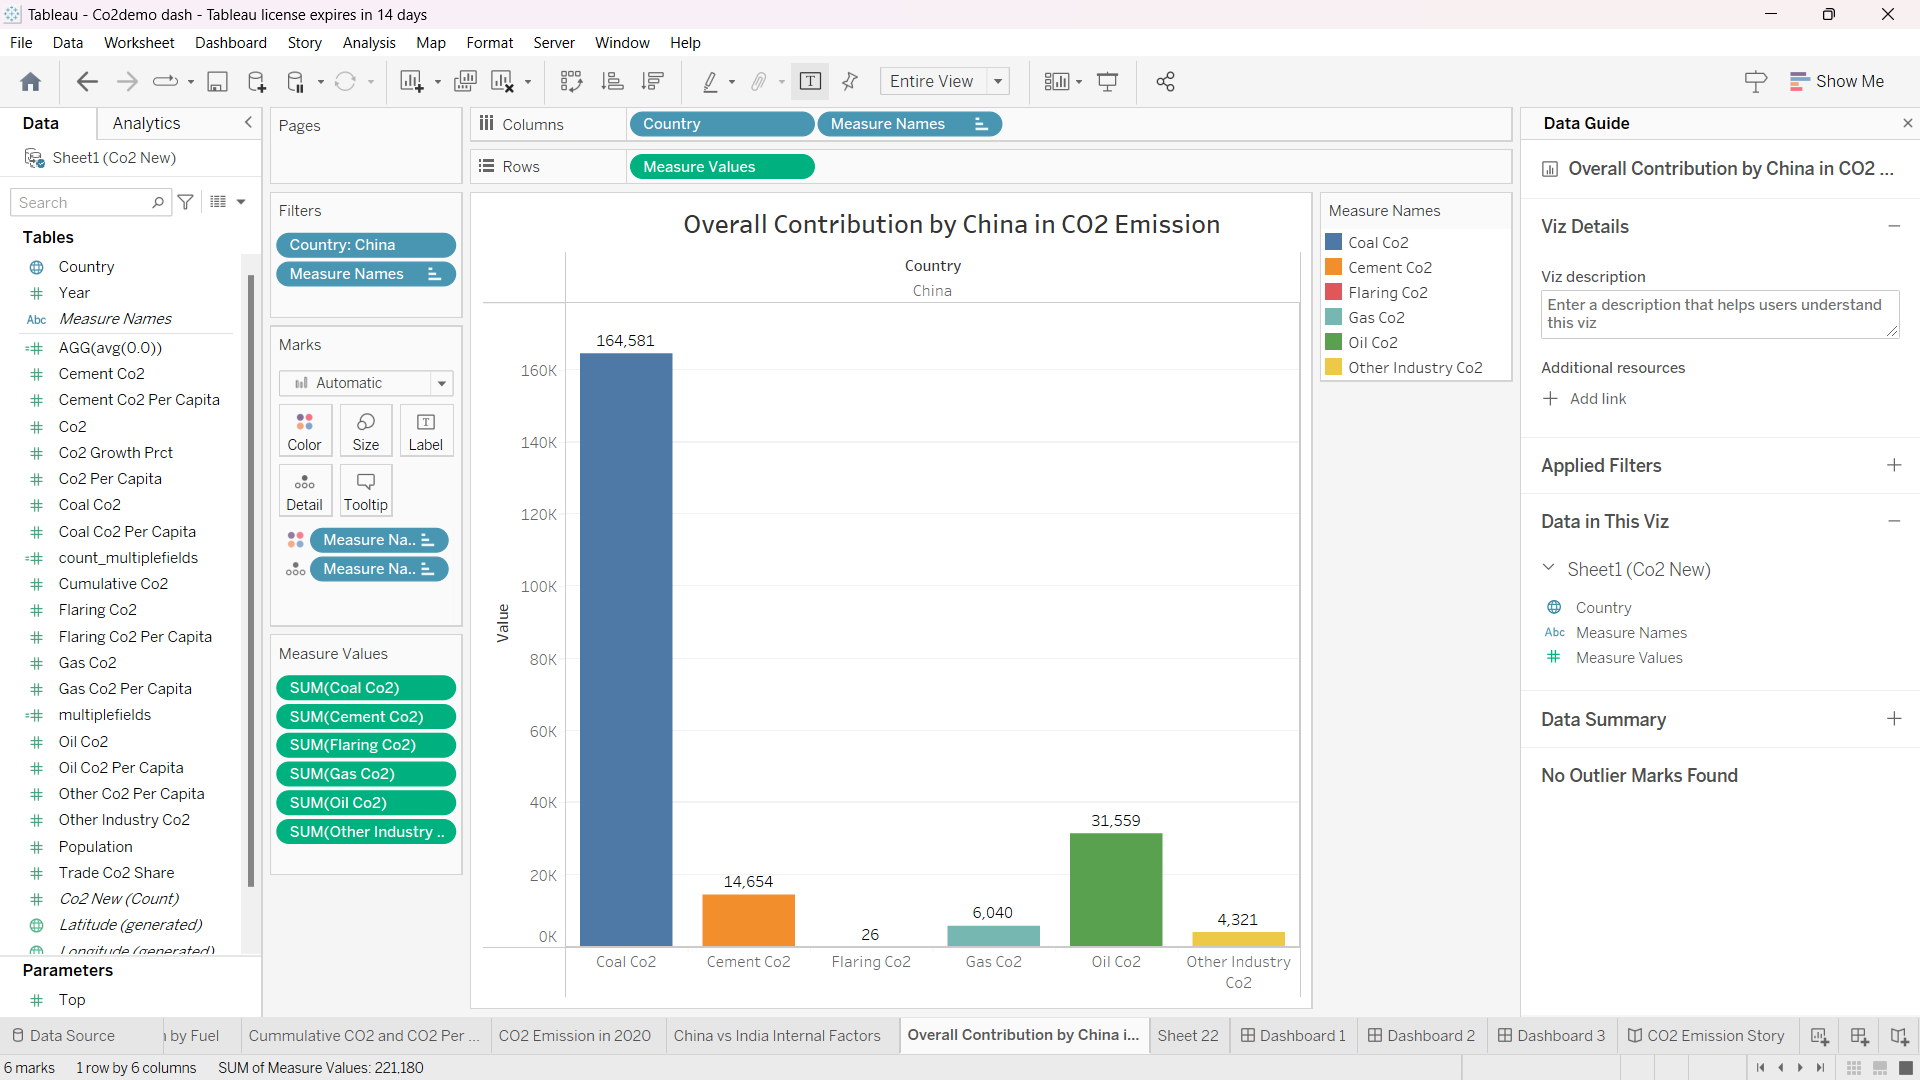 Tableau - Co2demo dash - Tableau license expires in 14 days
File Data Worksheet Dashboard Story Analysis Map Format Server Window Help
Entire View
Show Me
Data Analytics
Sheet1 (Co2 New)
Search
Tables
Country
Year
Abc Measure Names
AGG(avg(0.0))
Cement Co2
Cement Co2 Per Capita
Co2
Co2 Growth Prct
Co2 Per Capita
Coal Co2
Coal Co2 Per Capita
count_multiplefields
Cumulative Co2
Flaring Co2
Flaring Co2 Per Capita
Gas Co2
Gas Co2 Per Capita
multiplefields
Oil Co2
Oil Co2 Per Capita
Other Co2 Per Capita
Other Industry Co2
Population
Trade Co2 Share
Co2 New (Count)
Latitude (generated)
Longitude (generated)
Parameters
Top
Pages
Filters
Country: China
Measure Names
Marks
Automatic
Color Size Label
Detail Tooltip
Measure Na..
Measure Na..
Measure Values
SUM(Coal Co2)
SUM(Cement Co2)
SUM(Flaring Co2)
SUM(Gas Co2)
SUM(Oil Co2)
SUM(Other Industry ..
Columns Country Measure Names
Rows Measure Values
Overall Contribution by China in CO2 Emission
Country
China
Value
160K
140K
120K
100K
80K
60K
40K
20K
0K
164,581
14,654
26
6,040
31,559
4,321
Coal Co2 Cement Co2 Flaring Co2 Gas Co2 Oil Co2 Other Industry
Co2
Measure Names
Coal Co2
Cement Co2
Flaring Co2
Gas Co2
Oil Co2
Other Industry Co2
Data Guide
Overall Contribution by China in CO2 ...
Viz Details
Viz description
Enter a description that helps users understand
this viz
Additional resources
Add link
Applied Filters
Data in This Viz
Sheet1 (Co2 New)
Country
Abc Measure Names
Measure Values
Data Summary
No Outlier Marks Found
Data Source by Fuel Cummulative CO2 and CO2 Per ... CO2 Emission in 2020 China vs India Internal Factors Overall Contribution by China i... Sheet 22 Dashboard 1 Dashboard 2 Dashboard 3 CO2 Emission Story
6 marks 1 row by 6 columns SUM of Measure Values: 221,180